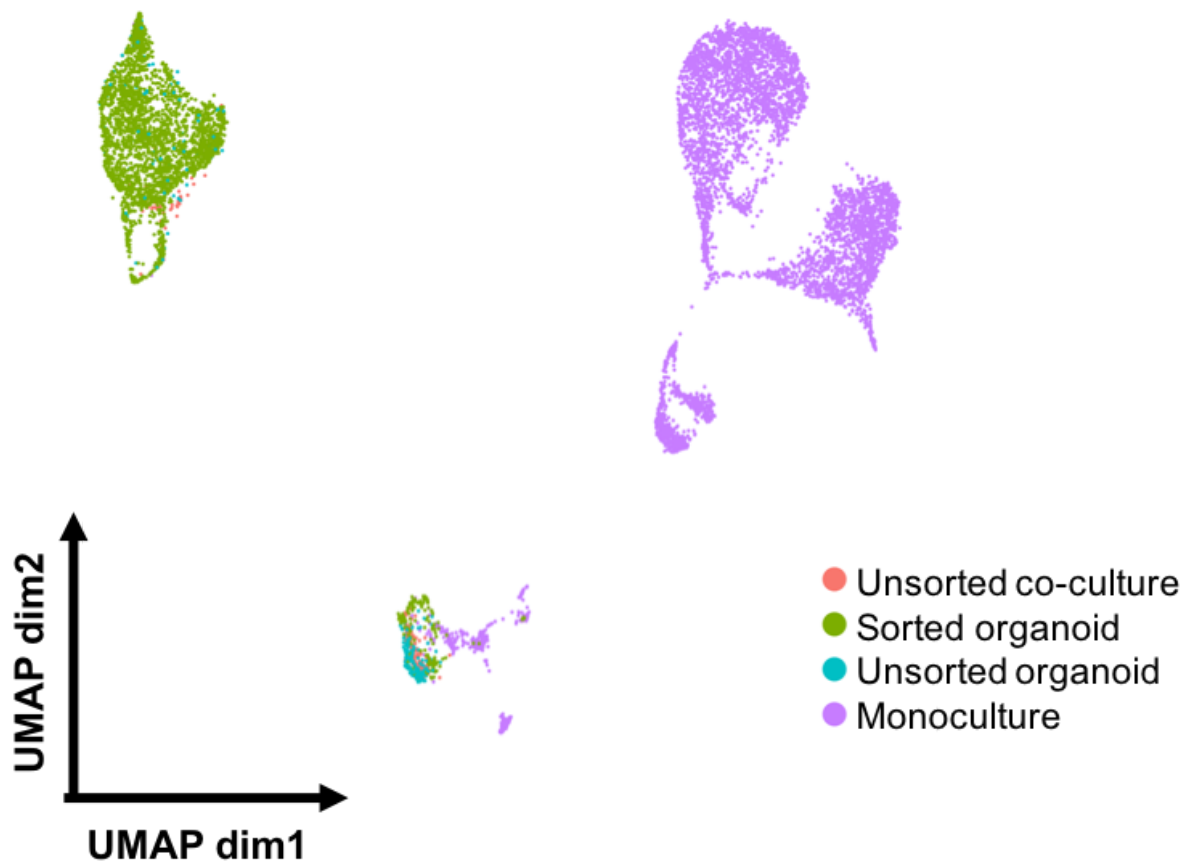 UMAP dim2
Unsorted co-culture
Sorted organoid
Unsorted organoid
Monoculture
UMAP dim1